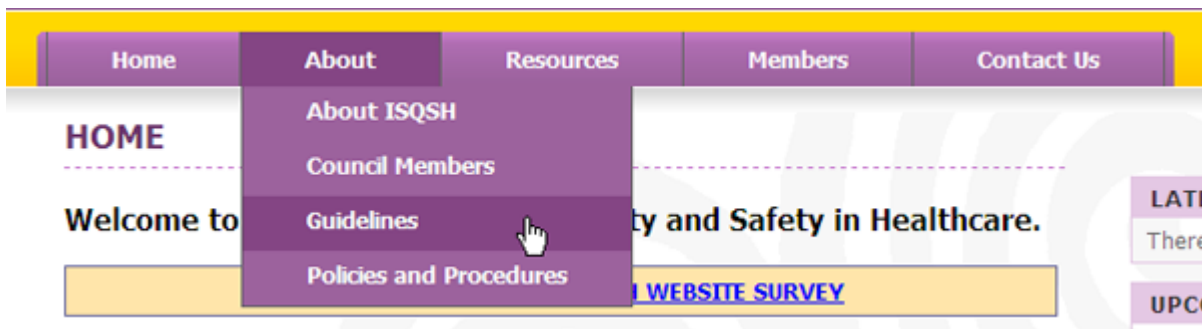 Home About Resources Members Contact Us
About ISQSH
HOME
Council Members
Welcome to
Guidelines
and Safety in Healthcare.
Policies and Procedures
WEBSITE SURVEY
There